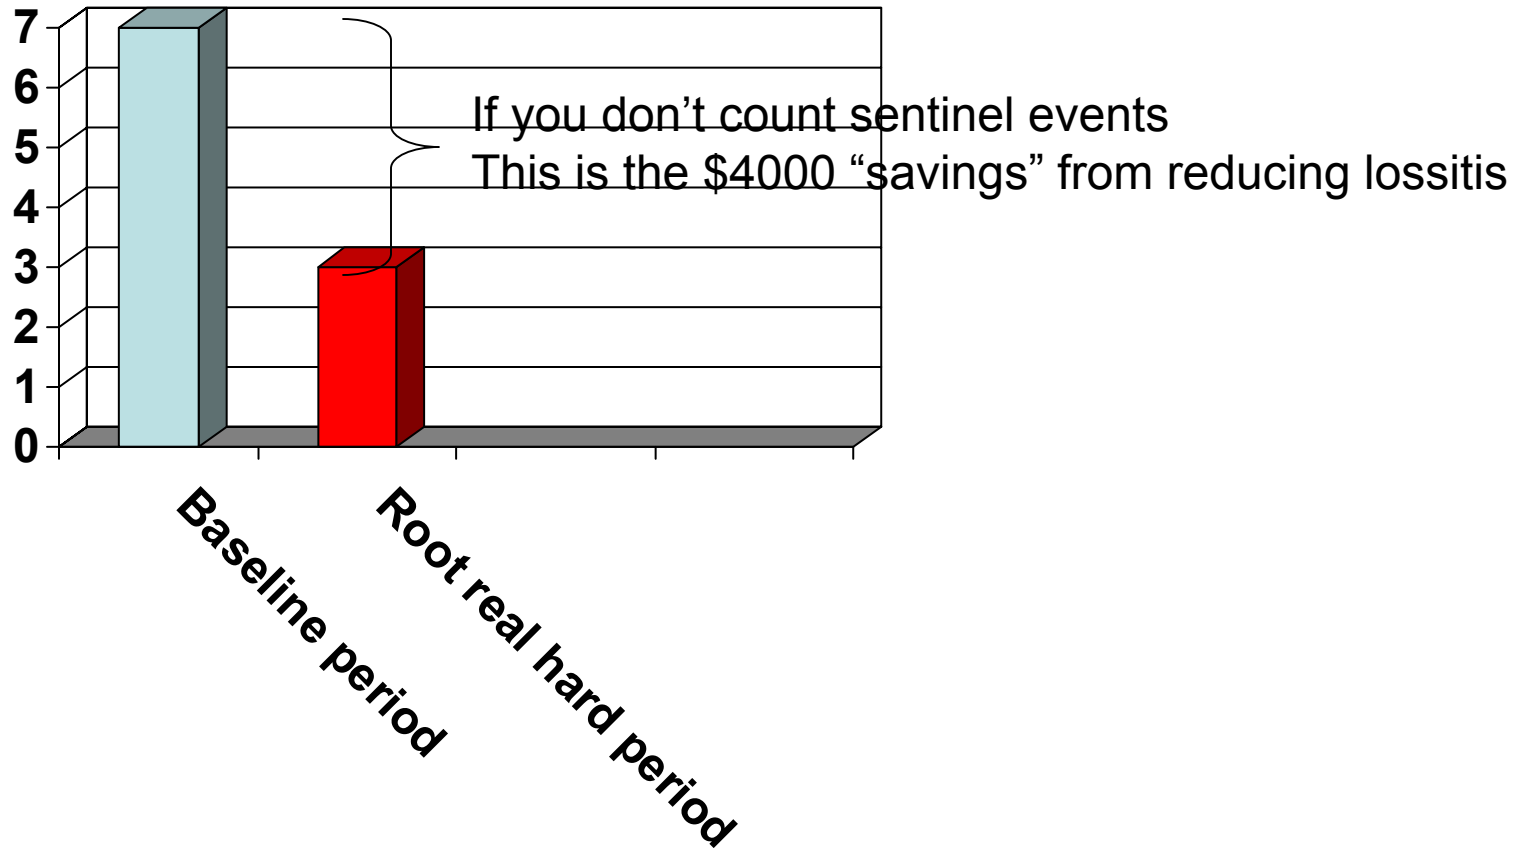 7
6
5
4
3
2
1
0
If you don’t count sentinel events
This is the $4000 “savings” from reducing lossitis
Baseline period
Root real hard period